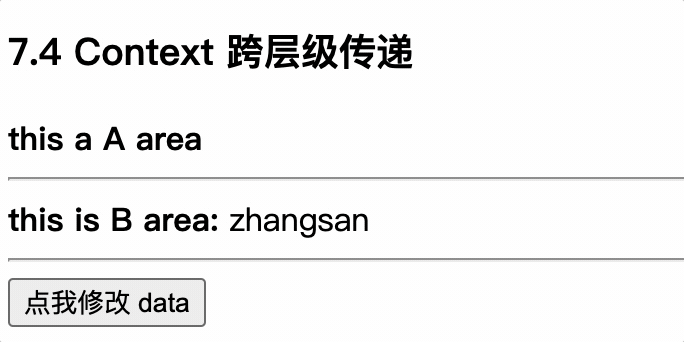 7.4 Context 跨层级传递
this a A area
this is B area: zhangsan
点我修改 data